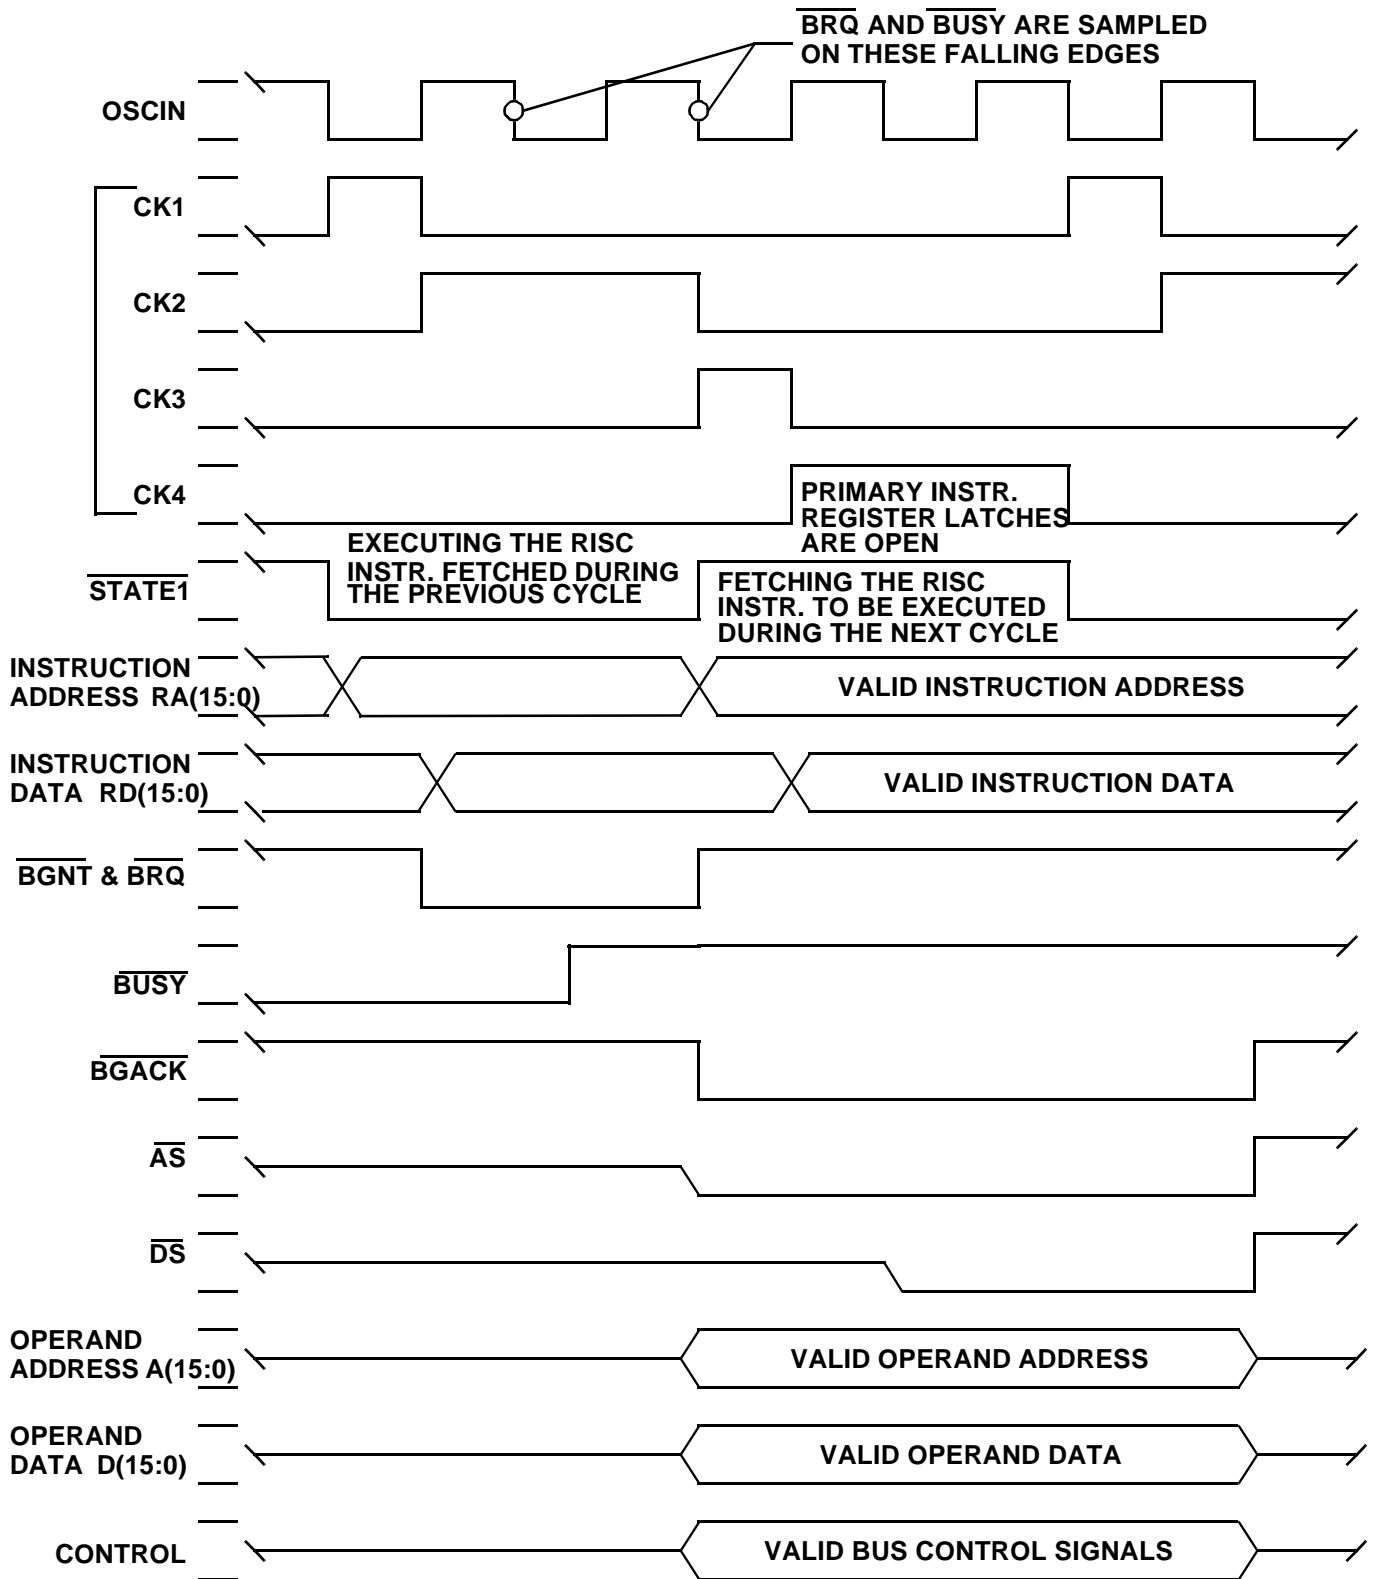 BRQ AND BUSY ARE SAMPLED
ON THESE FALLING EDGES
OSCIN
CK1
CK2
CK3
CK4
PRIMARY INSTR.
REGISTER LATCHES
ARE OPEN
EXECUTING THE RISC
INSTR. FETCHED DURING
THE PREVIOUS CYCLE
STATE1
FETCHING THE RISC
INSTR. TO BE EXECUTED
DURING THE NEXT CYCLE
INSTRUCTION
ADDRESS RA(15:0)
VALID INSTRUCTION ADDRESS
INSTRUCTION
DATA RD(15:0)
VALID INSTRUCTION DATA
BGNT & BRQ
BUSY
BGACK
AS
DS
OPERAND
ADDRESS A(15:0)
VALID OPERAND ADDRESS
OPERAND
DATA D(15:0)
VALID OPERAND DATA
CONTROL
VALID BUS CONTROL SIGNALS